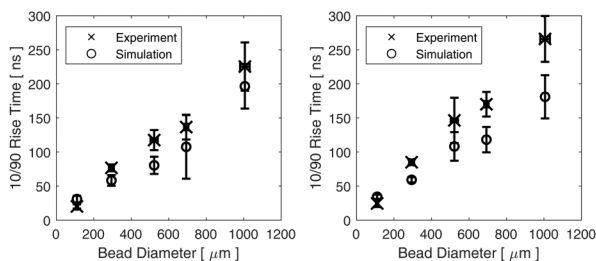 300
250
200
150
100
50
0
10/90 Rise Time [ ns ]
Experiment
Simulation
0 200 400 600 800 1000 1200
Bead Diameter [ μm ]
300
250
200
150
100
50
0
10/90 Rise Time [ ns ]
Experiment
Simulation
0 200 400 600 800 1000 1200
Bead Diameter [ μm ]